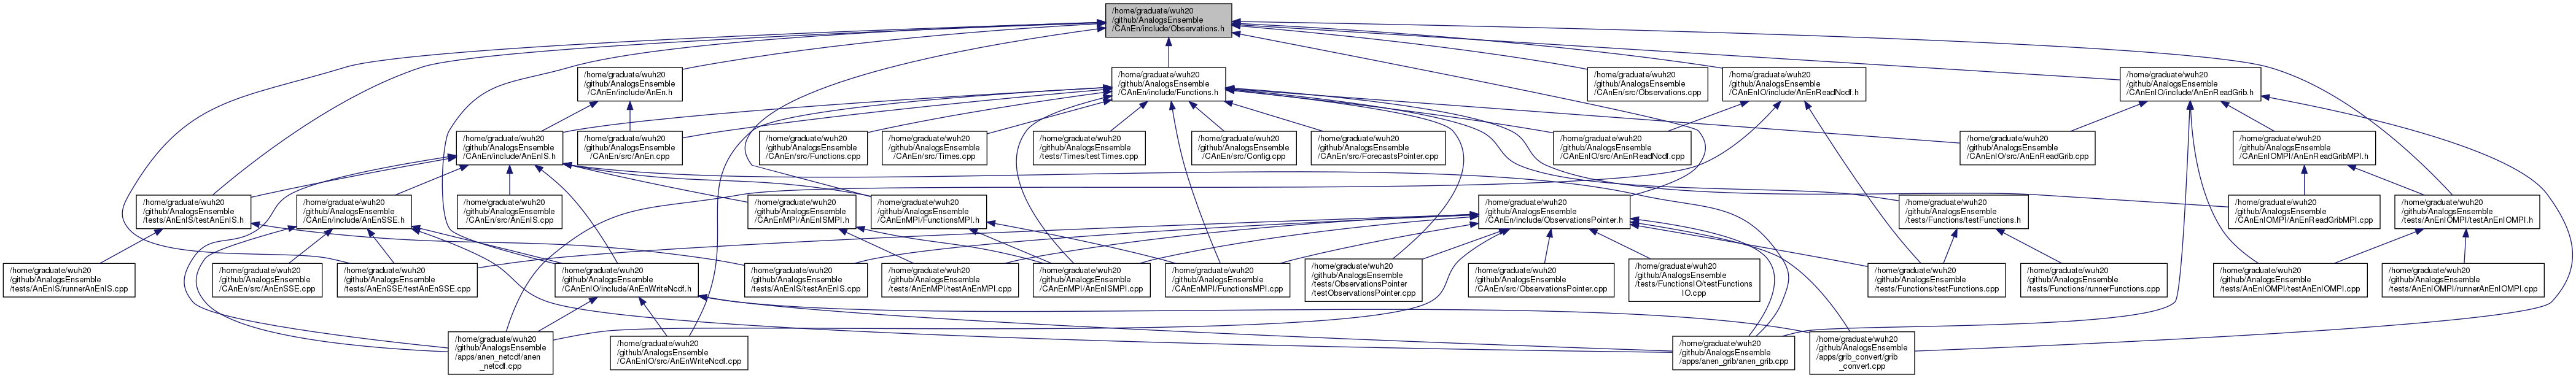 /home/graduate/wuh20
/github/AnalogsEnsemble
/CAnEn/include/Observations.h
/home/graduate/wuh20
/github/AnalogsEnsemble
/CAnEn/include/AnEn.h
/home/graduate/wuh20
/github/AnalogsEnsemble
/CAnEn/include/Functions.h
/home/graduate/wuh20
/github/AnalogsEnsemble
/CAnEn/src/Observations.cpp
/home/graduate/wuh20
/github/AnalogsEnsemble
/CAnEnIO/include/AnEnReadNcdf.h
/home/graduate/wuh20
/github/AnalogsEnsemble
/CAnEnIO/include/AnEnReadGrib.h
/home/graduate/wuh20
/github/AnalogsEnsemble
/CAnEn/include/AnEnIS.h
/home/graduate/wuh20
/github/AnalogsEnsemble
/CAnEn/src/AnEn.cpp
/home/graduate/wuh20
/github/AnalogsEnsemble
/CAnEn/src/Functions.cpp
/home/graduate/wuh20
/github/AnalogsEnsemble
/CAnEn/src/Times.cpp
/home/graduate/wuh20
/github/AnalogsEnsemble
/tests/Times/testTimes.cpp
/home/graduate/wuh20
/github/AnalogsEnsemble
/CAnEn/src/Config.cpp
/home/graduate/wuh20
/github/AnalogsEnsemble
/CAnEn/src/ForecastsPointer.cpp
/home/graduate/wuh20
/github/AnalogsEnsemble
/CAnEnIO/src/AnEnReadNcdf.cpp
/home/graduate/wuh20
/github/AnalogsEnsemble
/CAnEnIO/src/AnEnReadGrib.cpp
/home/graduate/wuh20
/github/AnalogsEnsemble
/CAnEnIOMPI/AnEnReadGribMPI.h
/home/graduate/wuh20
/github/AnalogsEnsemble
/tests/AnEnIS/testAnEnIS.h
/home/graduate/wuh20
/github/AnalogsEnsemble
/CAnEn/include/AnEnSSE.h
/home/graduate/wuh20
/github/AnalogsEnsemble
/CAnEn/src/AnEnIS.cpp
/home/graduate/wuh20
/github/AnalogsEnsemble
/CAnEnMPI/AnEnISMPI.h
/home/graduate/wuh20
/github/AnalogsEnsemble
/CAnEnMPI/FunctionsMPI.h
/home/graduate/wuh20
/github/AnalogsEnsemble
/CAnEn/include/ObservationsPointer.h
/home/graduate/wuh20
/github/AnalogsEnsemble
/tests/Functions/testFunctions.h
/home/graduate/wuh20
/github/AnalogsEnsemble
/CAnEnIOMPI/AnEnReadGribMPI.cpp
/home/graduate/wuh20
/github/AnalogsEnsemble
/tests/AnEnIOMPI/testAnEnIOMPI.h
/home/graduate/wuh20
/github/AnalogsEnsemble
/tests/AnEnIS/runnerAnEnIS.cpp
/home/graduate/wuh20
/github/AnalogsEnsemble
/CAnEn/src/AnEnSSE.cpp
/home/graduate/wuh20
/github/AnalogsEnsemble
/tests/AnEnSSE/testAnEnSSE.cpp
/home/graduate/wuh20
/github/AnalogsEnsemble
/CAnEnIO/include/AnEnWriteNcdf.h
/home/graduate/wuh20
/github/AnalogsEnsemble
/tests/AnEnIS/testAnEnIS.cpp
/home/graduate/wuh20
/github/AnalogsEnsemble
/tests/AnEnMPI/testAnEnMPI.cpp
/home/graduate/wuh20
/github/AnalogsEnsemble
/CAnEnMPI/AnEnISMPI.cpp
/home/graduate/wuh20
/github/AnalogsEnsemble
/CAnEnMPI/FunctionsMPI.cpp
/home/graduate/wuh20
/github/AnalogsEnsemble
/tests/ObservationsPointer
/testObservationsPointer.cpp
/home/graduate/wuh20
/github/AnalogsEnsemble
/CAnEn/src/ObservationsPointer.cpp
/home/graduate/wuh20
/github/AnalogsEnsemble
/tests/FunctionsIO/testFunctions
IO.cpp
/home/graduate/wuh20
/github/AnalogsEnsemble
/tests/Functions/testFunctions.cpp
/home/graduate/wuh20
/github/AnalogsEnsemble
/tests/Functions/runnerFunctions.cpp
/home/graduate/wuh20
/github/AnalogsEnsemble
/tests/AnEnIOMPI/testAnEnIOMPI.cpp
/home/graduate/wuh20
/github/AnalogsEnsemble
/tests/AnEnIOMPI/runnerAnEnIOMPI.cpp
/home/graduate/wuh20
/github/AnalogsEnsemble
/apps/anen_netcdf/anen
_netcdf.cpp
/home/graduate/wuh20
/github/AnalogsEnsemble
/CAnEnIO/src/AnEnWriteNcdf.cpp
/home/graduate/wuh20
/github/AnalogsEnsemble
/apps/anen_grib/anen_grib.cpp
/home/graduate/wuh20
/github/AnalogsEnsemble
/apps/grib_convert/grib
_convert.cpp